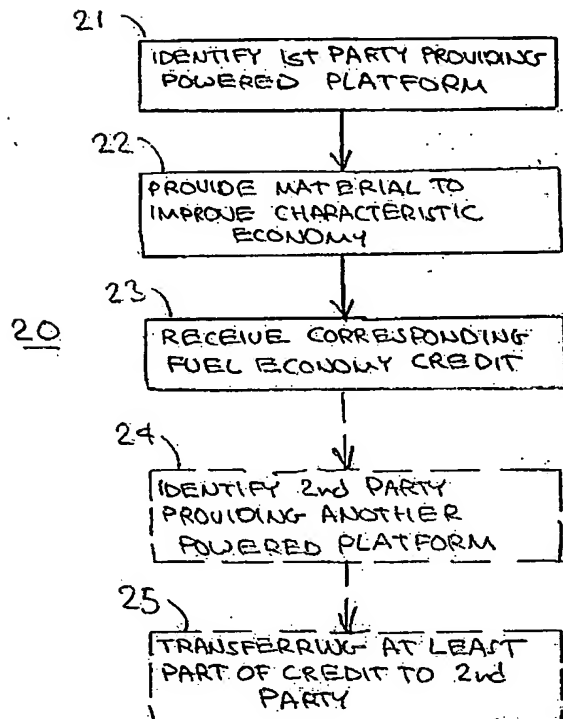 21
IDENTIFY 1st PARTY PROVIDING
POWERED PLATFORM
22
PROVIDE MATERIAL TO
IMPROVE CHARACTERISTIC
ECONOMY
23
20
RECEIVE CORRESPONDING
FUEL ECONOMY CREDIT
24
IDENTIFY 2nd PARTY
PROVIDING ANOTHER
POWERED PLATFORM
25
TRANSFERRING AT LEAST
PART OF CREDIT TO 2nd
PARTY